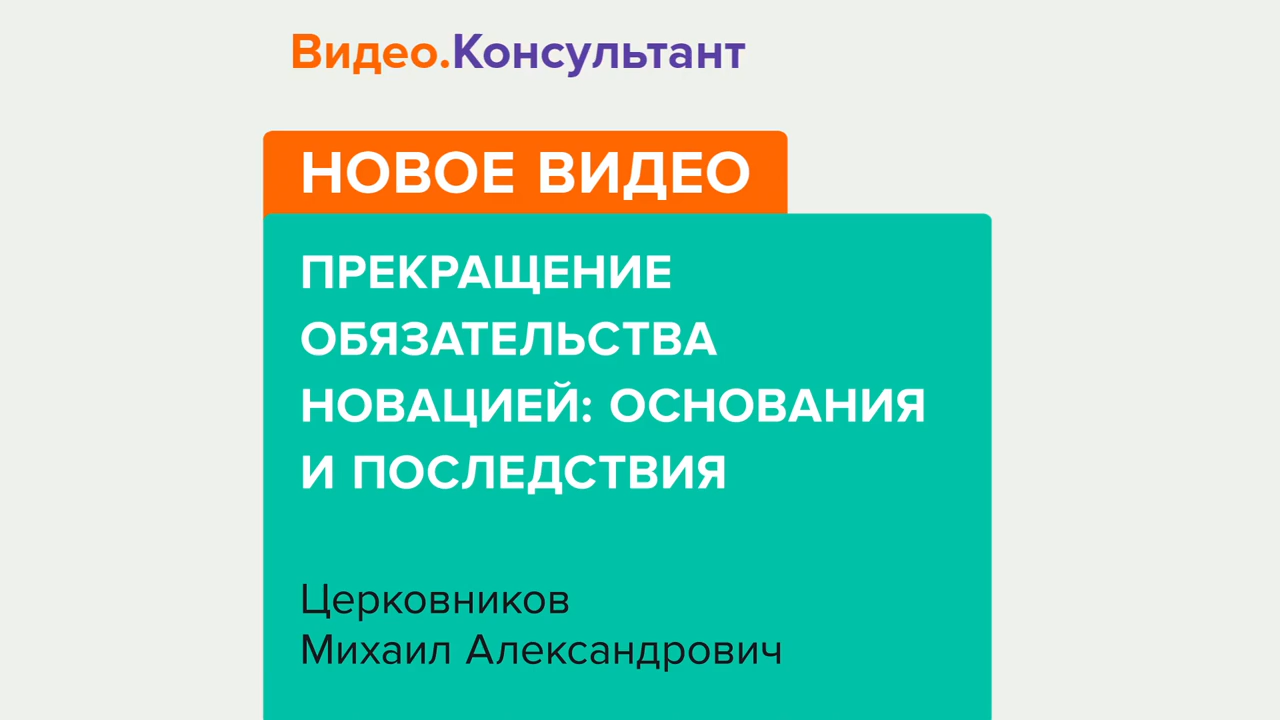 Видео.Консультант
НОВОЕ ВИДЕО
ПРЕКРАЩЕНИЕ
ОБЯЗАТЕЛЬСТВА
НОВАЦИЕЙ: ОСНОВАНИЯ
И ПОСЛЕДСТВИЯ
Церковников
Михаил Александрович